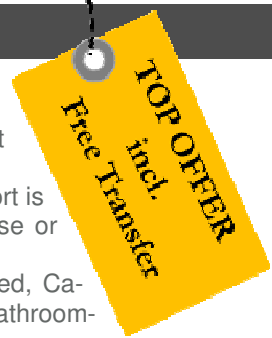 TOP OFFER
incl.
Free Transfer
t
ort is
se or
ed, Ca-
athroom-